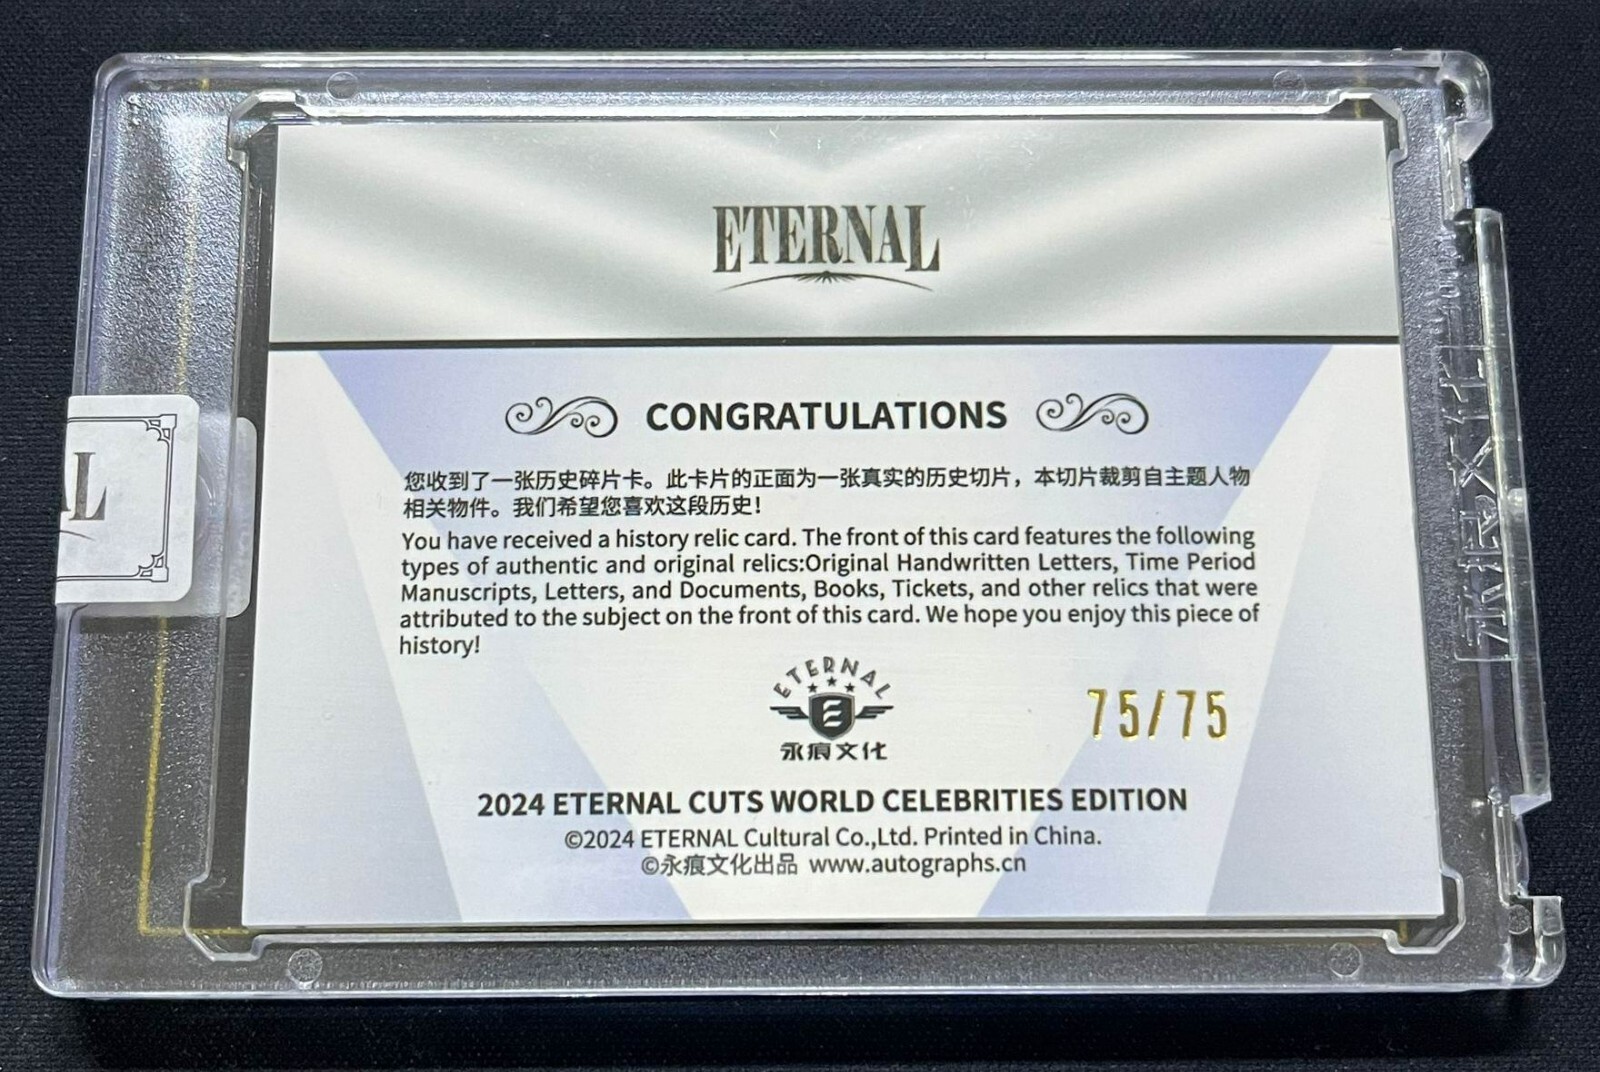 ETERNAL
CONGRATULATIONS
您收到了一张历史碎片卡。此卡片的正面为一张真实的历史切片，本切片裁剪自主题人物
相关物件。我们希望您喜欢这段历史！
You have received a history relic card. The front of this card features the following
types of authentic and original relics:Original Handwritten Letters, Time Period
Manuscripts, Letters, and Documents, Books, Tickets, and other relics that were
attributed to the subject on the front of this card. We hope you enjoy this piece of
history!
ETERNAL
永痕文化
75/75
2024 ETERNAL CUTS WORLD CELEBRITIES EDITION
©2024 ETERNAL Cultural Co.,Ltd. Printed in China.
©永痕文化出品 www.autographs.cn
AL
永痕文化